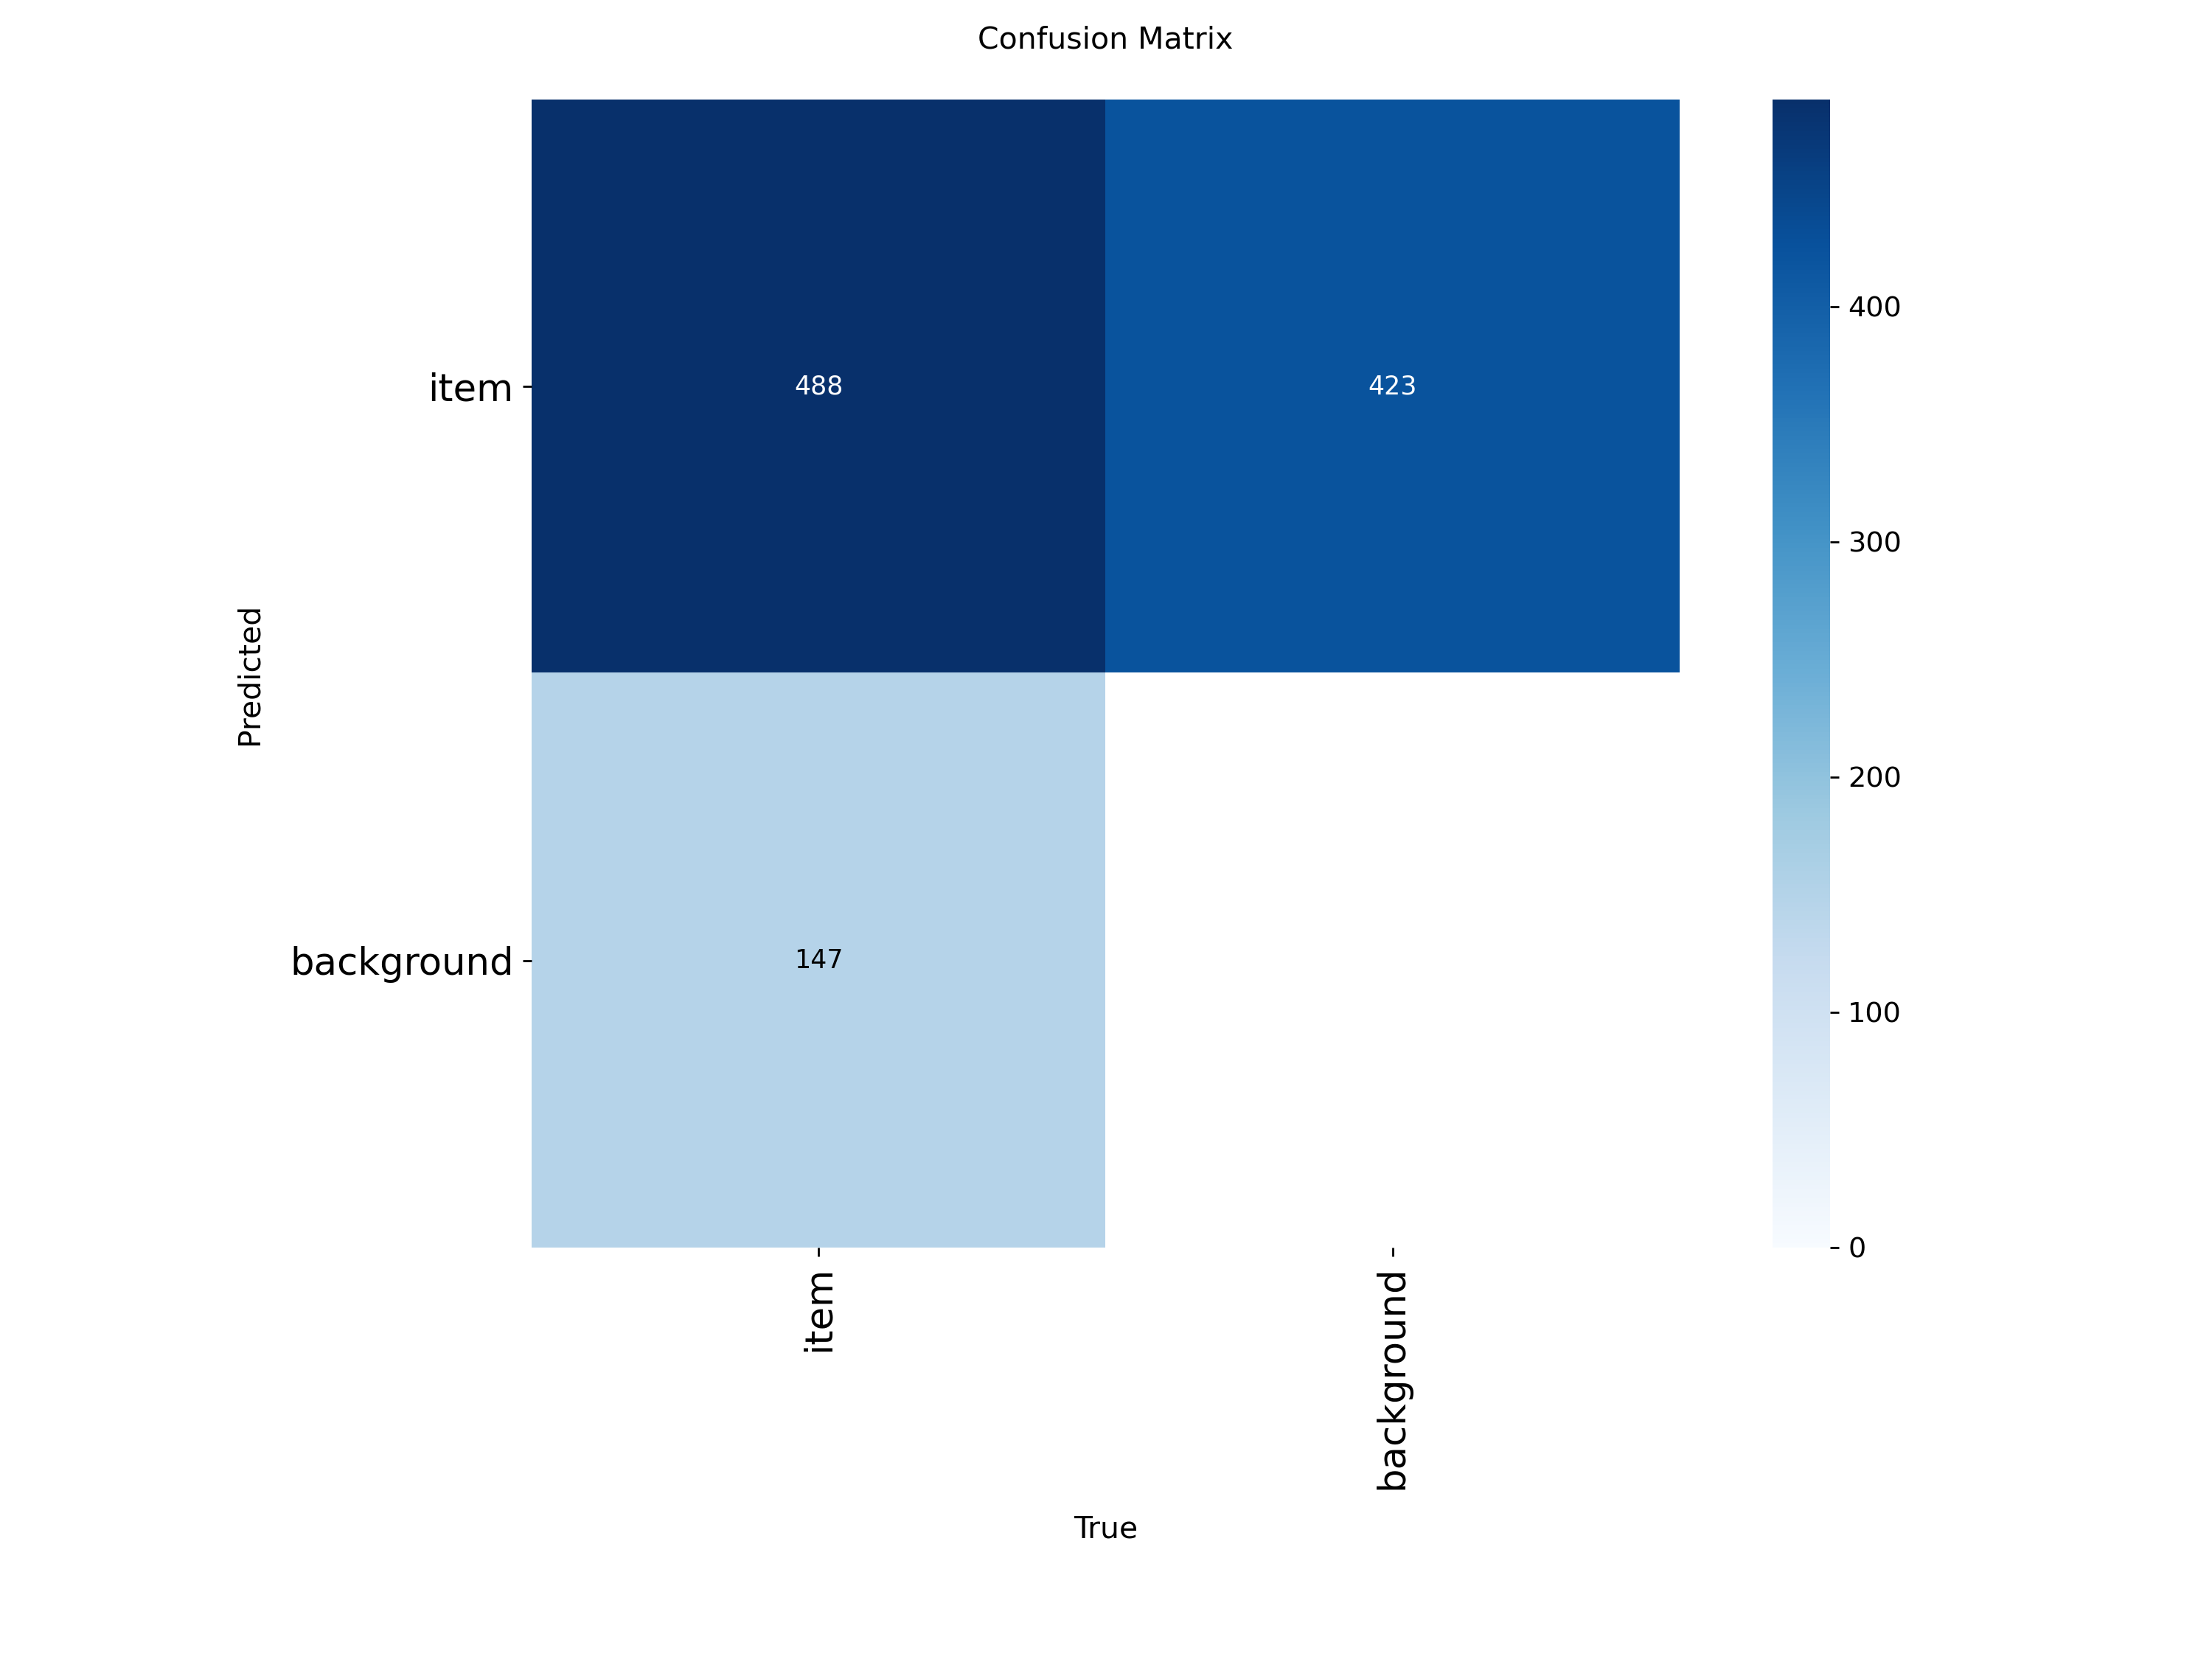 Confusion Matrix
item
488
423
400
300
Predicted
200
background
147
100
0
item
background
True